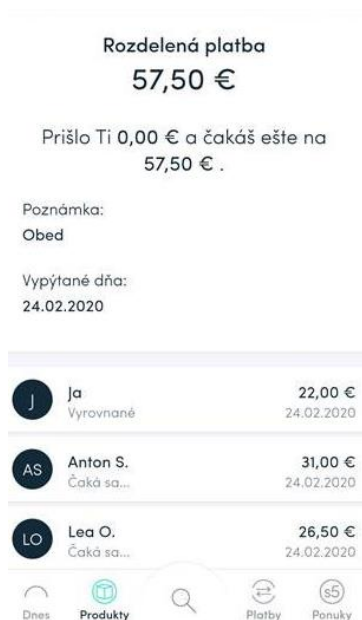 Rozdelená platba
57,50 €
Prišlo Ti 0,00 € a čakáš ešte na
57,50 € .
Poznámka:
Obed
Vypýtané dňa:
24.02.2020
J
Ja
22,00 €
Vyrovnané
24.02.2020
AS
Anton S.
31,00 €
Čaká sa...
24.02.2020
LO
Lea O.
26,50 €
Čaká sa...
24.02.2020
s5
Dnes
Produkty
Platby
Ponuky